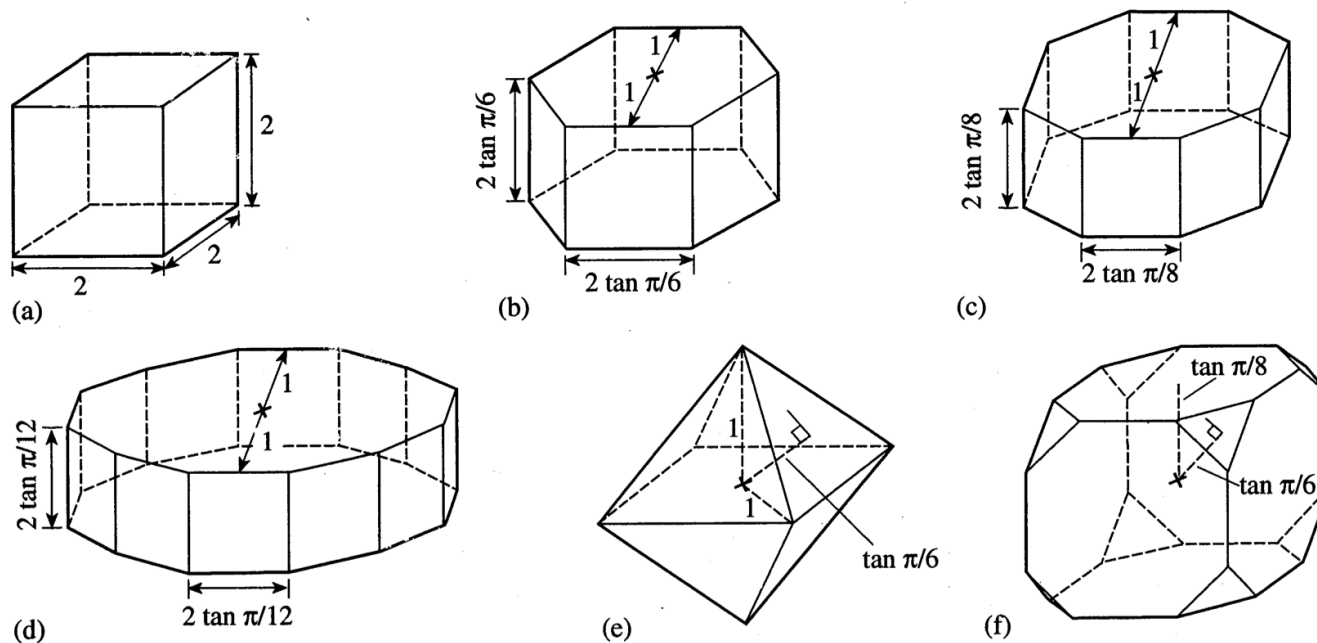 2
2
2
(a)
1
1
2 tan π/6
2 tan π/6
(b)
1
1
2 tan π/8
2 tan π/8
(c)
1
1
2 tan π/12
2 tan π/12
(d)
1
1
tan π/6
(e)
tan π/8
tan π/6
(f)